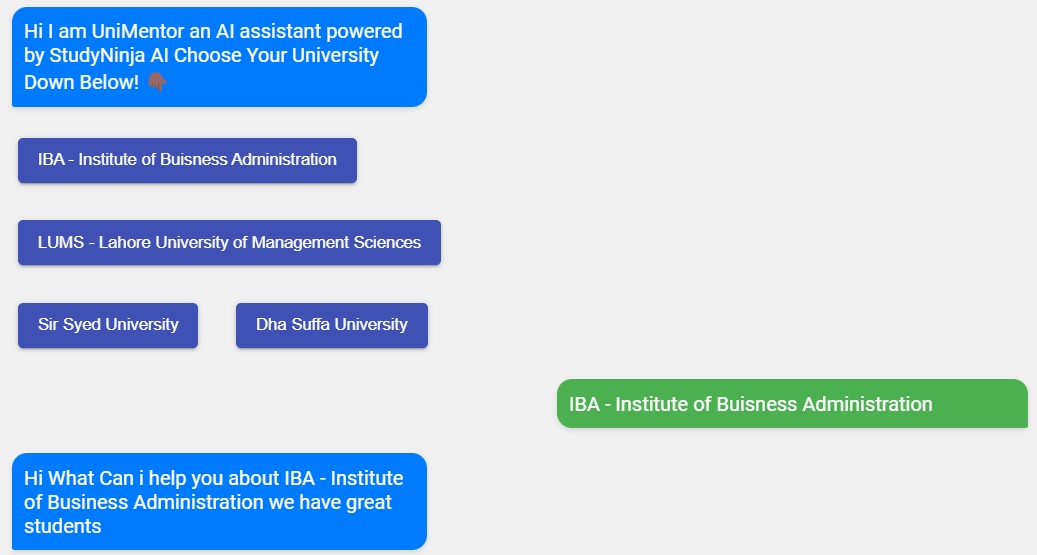 Hi I am UniMentor an AI assistant powered
by StudyNinja AI Choose Your University
Down Below! 👇🏾
IBA - Institute of Buisness Administration
LUMS - Lahore University of Management Sciences
Sir Syed University
Dha Suffa University
IBA - Institute of Buisness Administration
Hi What Can i help you about IBA - Institute
of Business Administration we have great
students